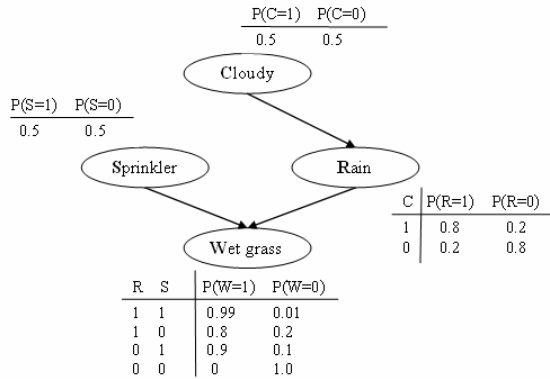 P(C=1) P(C=0)
0.5 0.5
Cloudy
P(S=1) P(S=0)
0.5 0.5
Sprinkler
Rain
C P(R=1) P(R=0)
1 0.8 0.2
0 0.2 0.8
Wet grass
R S P(W=1) P(W=0)
1 1 0.99 0.01
1 0 0.8 0.2
0 1 0.9 0.1
0 0 0 1.0